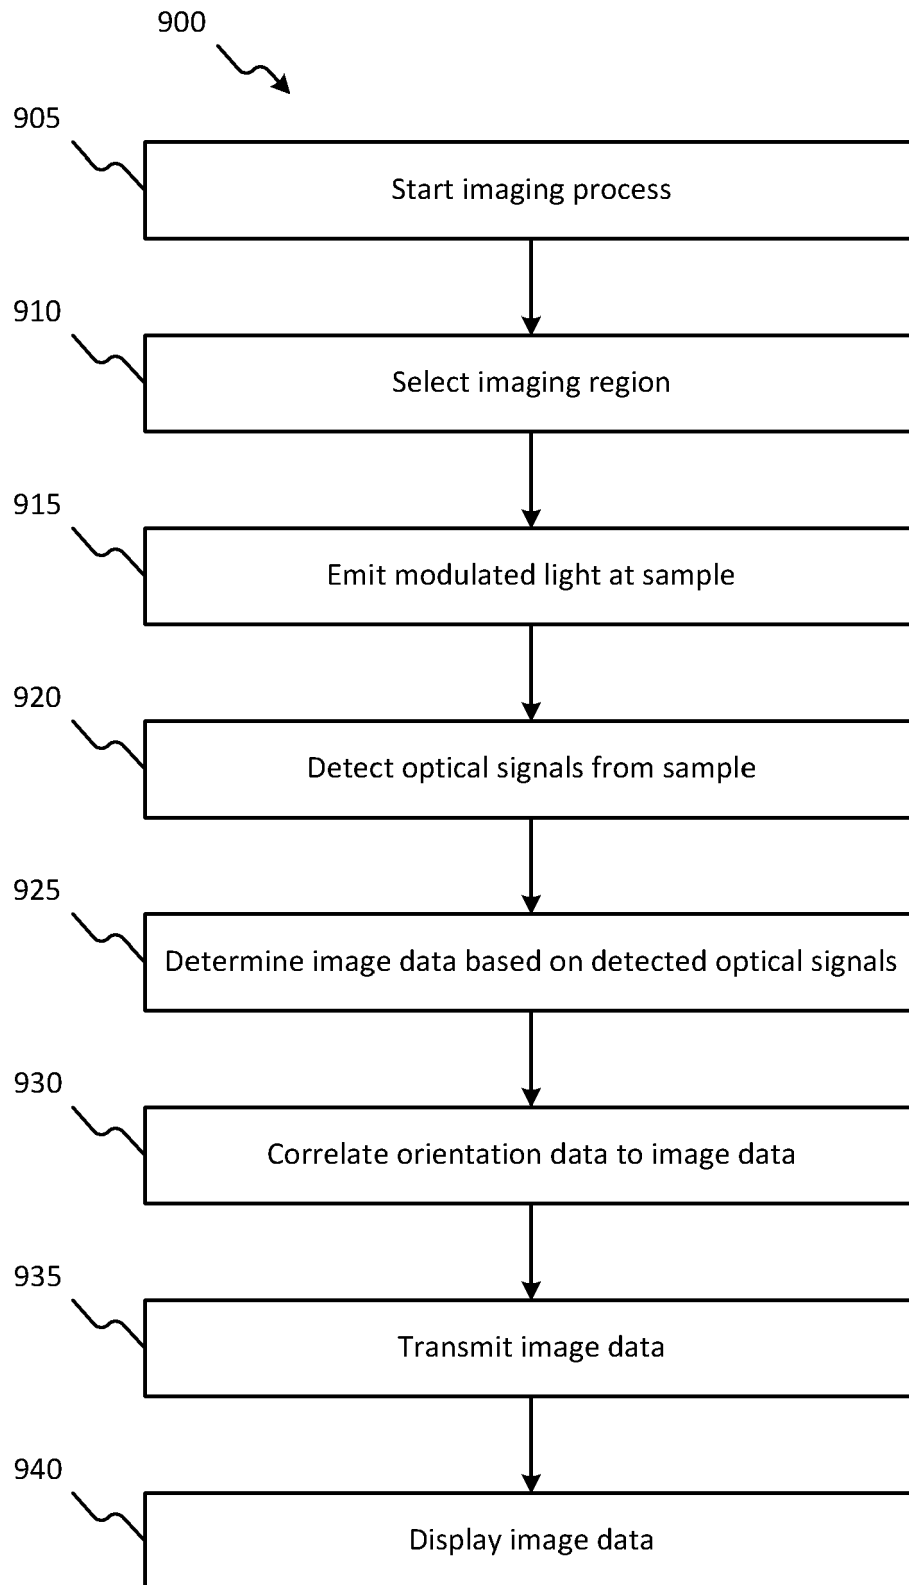 900
905
Start imaging process
910
Select imaging region
915
Emit modulated light at sample
920
Detect optical signals from sample
925
Determine image data based on detected optical signals
930
Correlate orientation data to image data
935
Transmit image data
940
Display image data